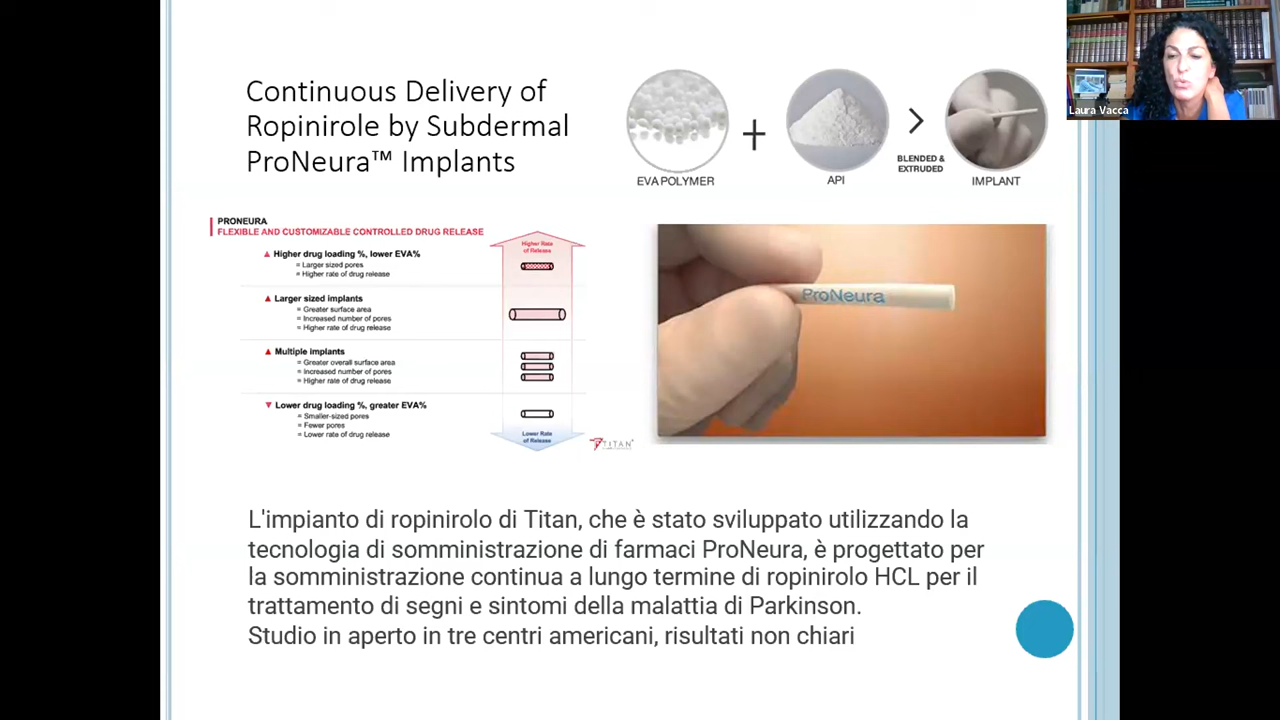 Continuous Delivery of
Ropinirole by Subdermal
ProNeura™ Implants
EVA POLYMER
+
API
BLENDED &
EXTRUDED
IMPLANT
Laura Vacca
PRONEURA
FLEXIBLE AND CUSTOMIZABLE CONTROLLED DRUG RELEASE
Higher drug loading %, lower EVA%
= Larger sized pores
= Higher rate of drug release
Larger sized implants
= Greater surface area
= Increased number of pores
= Higher rate of drug release
Multiple implants
= Greater overall surface area
= Increased number of pores
= Higher rate of drug release
Lower drug loading %, greater EVA%
= Smaller-sized pores
= Fewer pores
= Lower rate of drug release
Higher Rate
of Release
Lower Rate
of Release
TITAN
ProNeura
L'impianto di ropinirolo di Titan, che è stato sviluppato utilizzando la
tecnologia di somministrazione di farmaci ProNeura, è progettato per
la somministrazione continua a lungo termine di ropinirolo HCL per il
trattamento di segni e sintomi della malattia di Parkinson.
Studio in aperto in tre centri americani, risultati non chiari